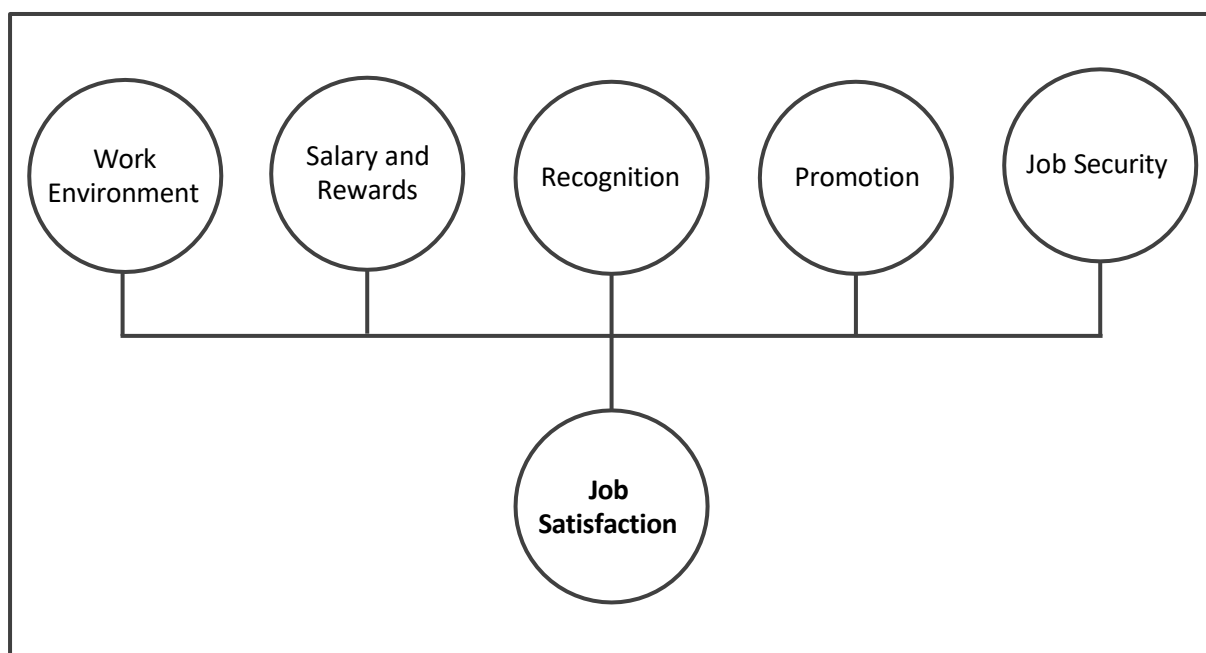 Work
Environment
Salary and
Rewards
Recognition
Promotion
Job Security
Job
Satisfaction